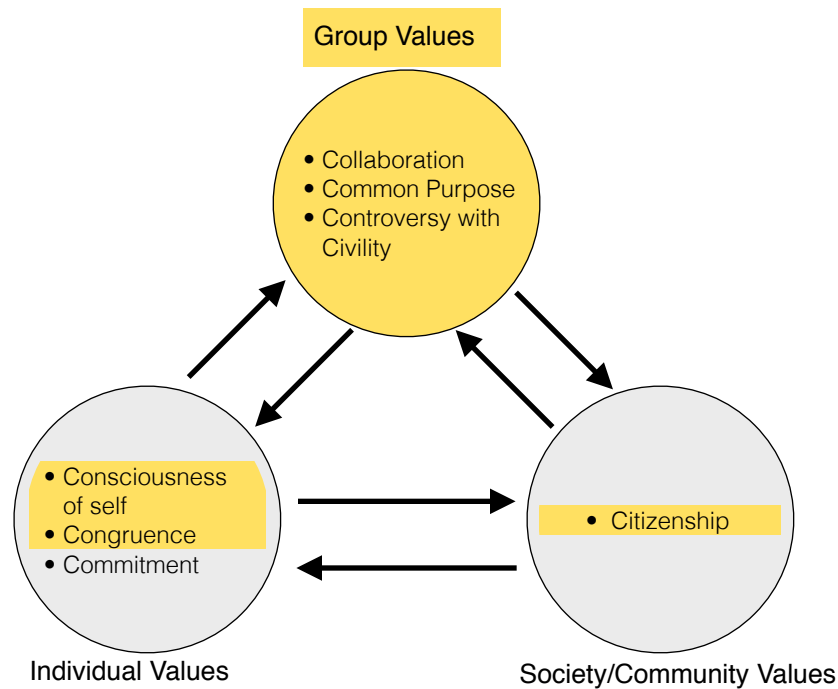 Group Values
• Collaboration
• Common Purpose
• Controversy with
Civility
• Consciousness
of self
• Congruence
• Commitment
• Citizenship
Individual Values
Society/Community Values